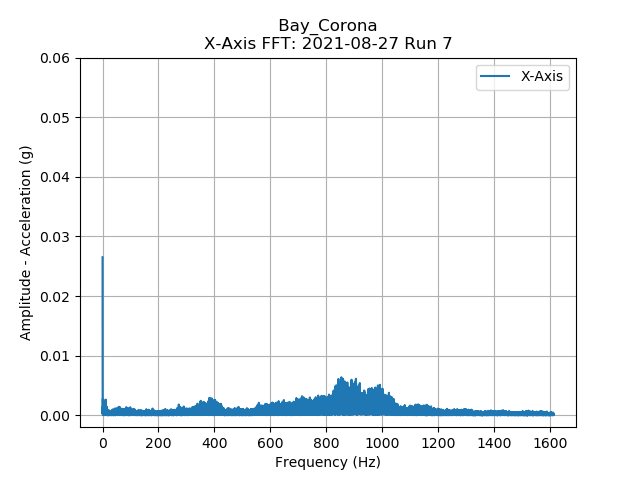 Bay_Corona
X-Axis FFT: 2021-08-27 Run 7
X-Axis
0.06
0.05
0.04
0.03
0.02
0.01
0.00
Amplitude - Acceleration (g)
0 200 400 600 800 1000 1200 1400 1600
Frequency (Hz)